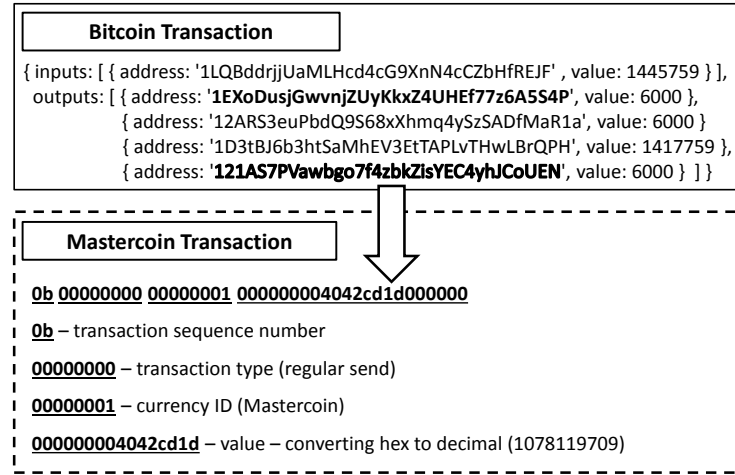 Bitcoin Transaction
{ inputs: [ { address: '1LQBddrjjUaMLHcd4cG9XnN4cCZbHfREJF' , value: 1445759 } ],
outputs: [ { address: '1EXoDusjGwvnjZUyKkxZ4UHEf77z6A5S4P', value: 6000 },
{ address: '12ARS3euPbdQ9S68xXhmq4ySzSADfMaR1a', value: 6000 }
{ address: '1D3tBJ6b3htSaMhEV3EtTAPLvTHwLBrQPH', value: 1417759 },
{ address: '121AS7PVawbgo7f4zbkZisYEC4yhJCoUEN', value: 6000 } ] }
Mastercoin Transaction
0b 00000000 00000001 000000004042cd1d000000
0b – transaction sequence number
00000000 – transaction type (regular send)
00000001 – currency ID (Mastercoin)
000000004042cd1d – value – converting hex to decimal (1078119709)